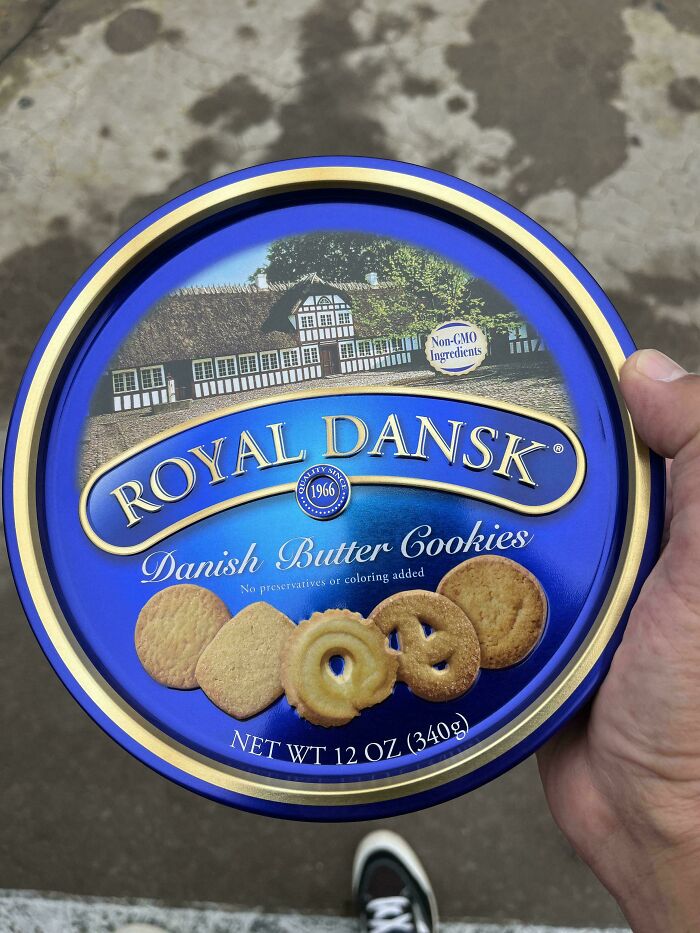 Non-GMO
Ingredients
ROYAL DANSK®
QUALITY SINCE
1966
Danish Butter Cookies
No preservatives or coloring added
NET WT 12 OZ (340g)